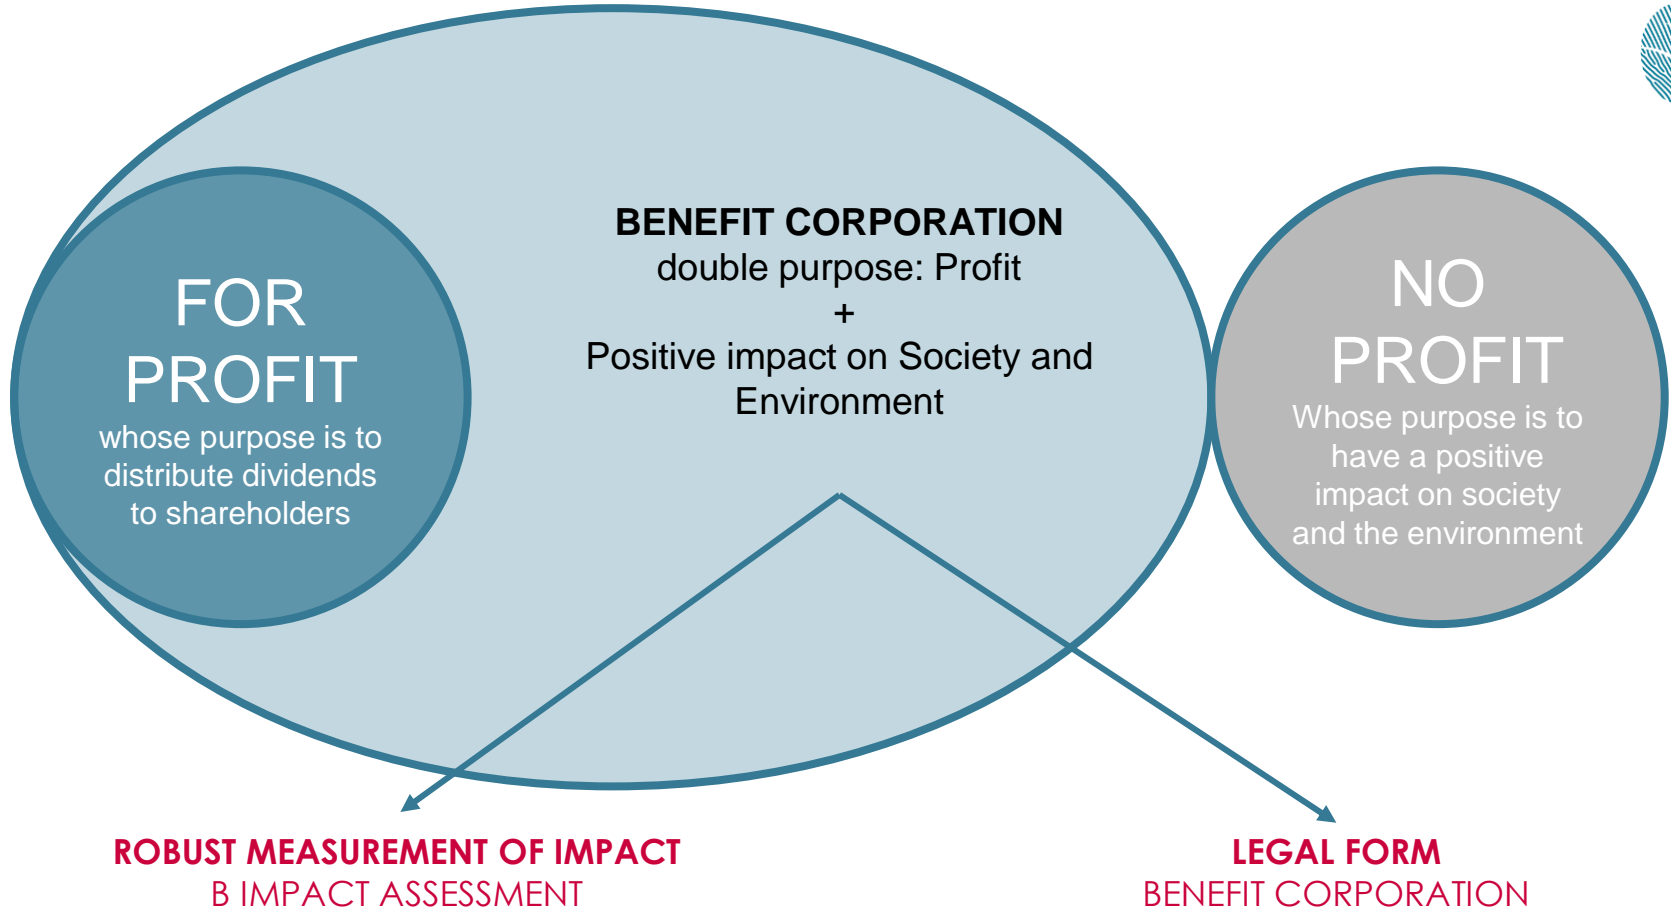 FOR
PROFIT
whose purpose is to
distribute dividends
to shareholders
BENEFIT CORPORATION
double purpose: Profit
+
Positive impact on Society and
Environment
NO
PROFIT
Whose purpose is to
have a positive
impact on society
and the environment
ROBUST MEASUREMENT OF IMPACT
B IMPACT ASSESSMENT
LEGAL FORM
BENEFIT CORPORATION